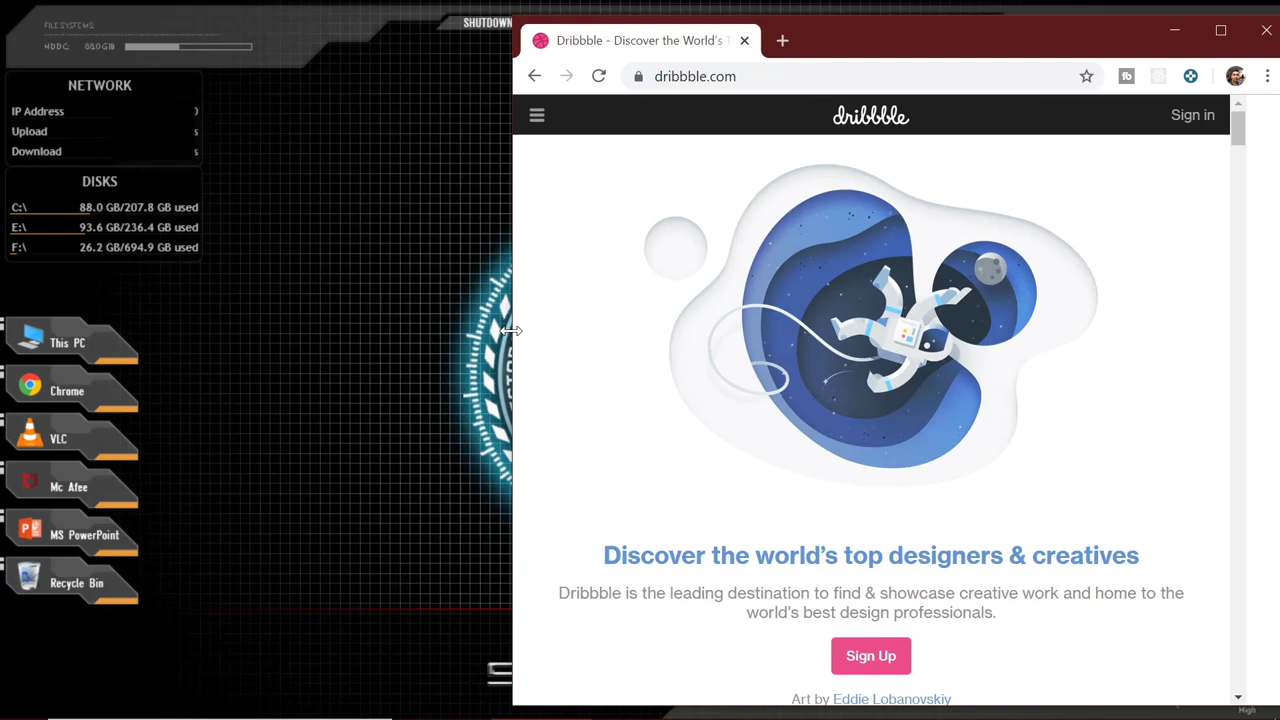 FILE SYSTEMS:
SHUTDOWN
NETWORK
IP Address 0
Upload s
Download s
DISKS
C:\ 88.0 GB/207.8 GB used
E:\ 93.6 GB/236.4 GB used
F:\ 26.2 GB/694.9 GB used
This PC
Chrome
VLC
Mc Afee
MS PowerPoint
Recycle Bin
Dribbble - Discover the World's T
dribbble.com
dribbble
Sign in
Discover the world's top designers & creatives
Dribbble is the leading destination to find & showcase creative work and home to the
world's best design professionals.
Sign Up
Art by Eddie Lobanovskiy
High